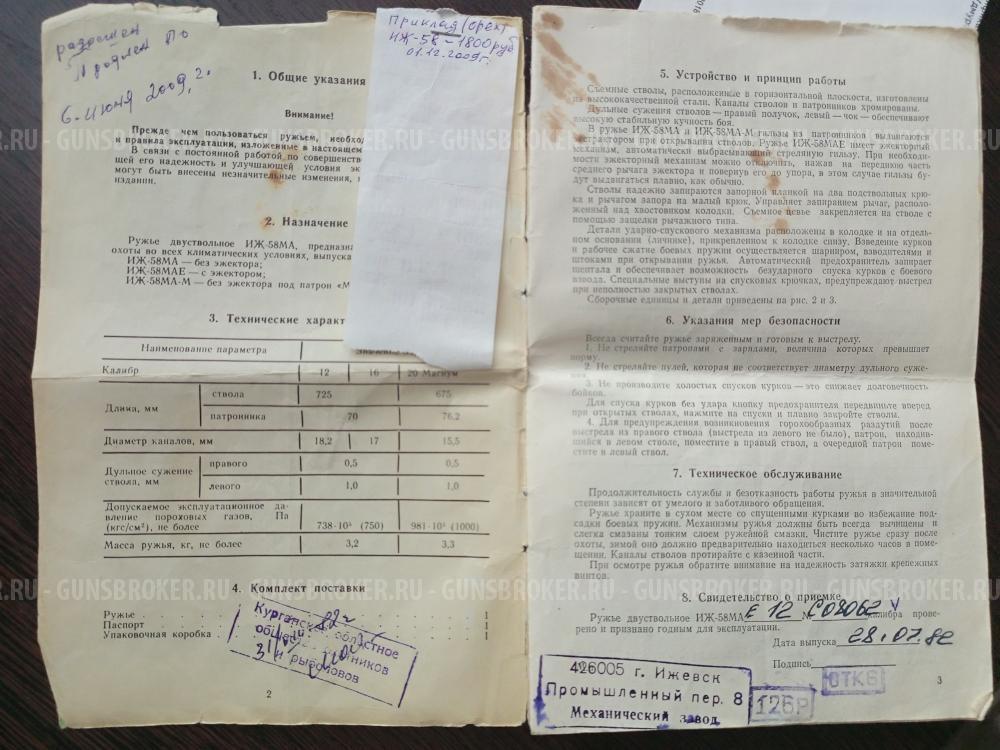 6. июня 2009 г.
Приклад (орех)
ИЖ-58 – 1800 руб
01.12.2009г.
1. Общие указания
Внимание!
Прежде чем пользоваться ружьем,
и правила эксплуатации, изложенные в настоящем
В связи с постоянной работой по
щей его надежность и улучшающей условия
могут быть внесены незначительные изменения,
издании.
2. Назначение
Ружье двуствольное ИЖ-58МА,
охоты во всех климатических условиях,
ИЖ-58МА — без эжектора;
ИЖ-58МАЕ — с эжектором;
ИЖ-58МА-М — без эжектора под патрон
3. Технические
Наименование параметра
Калибр 12 16 20 Магнум
Длина, мм
ствола 725 675
патронника 70 76,2
Диаметр каналов, мм 18,2 17 15,5
Дульное сужение ствола, мм
правого 0,5 0,5
левого 1,0 1,0
Допускаемое эксплуатационное да-
вление пороховых газов, Па
(кгс/см²), не более 738·10⁵ (750) 981·10⁵ (1000)
Масса ружья, кг, не более 3,2 3,3
4. Комплект поставки
Ружье 1
Паспорт 1
Упаковочная коробка 1
Курганское областное
и рыболовов
2
5. Устройство и принцип работы
Съемные стволы, расположенные в горизонтальной плоскости, изготовлены
из высококачественной стали. Каналы стволов и патронников хромированы.
Дульные сужения стволов — правый получок, левый — чок — обеспечивают
высокую стабильную кучность боя.
В ружье ИЖ-58МА и ИЖ-58МА-М гильзы из патронников выдвигаются
экстрактором при открывании стволов. Ружье ИЖ-58МАЕ имеет эжекторный
механизм, автоматически выбрасывающий стреляную гильзу. При необходи-
мости эжекторный механизм можно отключить, нажав на переднюю часть
среднего рычага эжектора и повернув его до упора, в этом случае гильзы бу-
дут выдвигаться плавно, как обычно.
Стволы надежно запираются запорной планкой на два подствольных крю-
ка и рычагом запора на малый крюк. Управляет запиранием рычаг, располо-
женный над хвостовиком колодки. Съемное цевье закрепляется на стволе с
помощью защелки рычажного типа.
Детали ударно-спускового механизма расположены в колодке и на отдель-
ном основании (личнике), прикрепленном к колодке снизу. Взведение курков
и рабочее сжатие боевых пружин осуществляется шарниром, взводителями и
штоками при открывании ружья. Автоматический предохранитель запирает
шептала и обеспечивает возможность безударного спуска курков с боевого
взвода. Специальные выступы на спусковых крючках, предупреждают выстрел
при неполностью закрытых стволах.
Сборочные единицы и детали приведены на рис. 2 и 3.
6. Указания мер безопасности
Всегда считайте ружье заряженным и готовым к выстрелу.
1. Не стреляйте патронами с зарядами, величина которых превышает
норму.
2. Не стреляйте пулей, которая не соответствует диаметру дульного суже-
3. Не производите холостых спусков курков — это снижает долговечность
бойков.
Для спуска курков без удара кнопку предохранителя передвиньте вперед
при открытых стволах, нажмите на спуски и плавно закройте стволы.
4. Для предупреждения возникновения горохообразных раздутий после
выстрела из правого ствола (выстрела из левого не было), патрон, находив-
шийся в левом стволе, поместите в правый ствол, а очередной патрон поме-
стите в левый ствол.
7. Техническое обслуживание
Продолжительность службы и безотказность работы ружья в значительной
степени зависят от умелого и заботливого обращения.
Ружье храните в сухом месте со спущенными курками во избежание под-
садки боевых пружин. Механизмы ружья должны быть всегда вычищены и
слегка смазаны тонким слоем ружейной смазки. Чистите ружье сразу после
охоты, зимой оно должно предварительно находиться несколько часов в поме-
щении. Каналы стволов протирайте с казенной части.
При осмотре ружья обратите внимание на надежность затяжки крепежных
винтов.
8. Свидетельство о приемке
Ружье двуствольное ИЖ-58МА Е 12 С08062 калибра прове-
рено и признано годным для эксплуатации.
Дата выпуска 28.07.82
Подпись
ОТК6
126Р
426005 г. Ижевск
Промышленный пер. 8
Механический завод
3
GUNSBROKER.RU - GUNSBROKER.RU - GUNSBROKER.RU - GUNSBROKER.RU